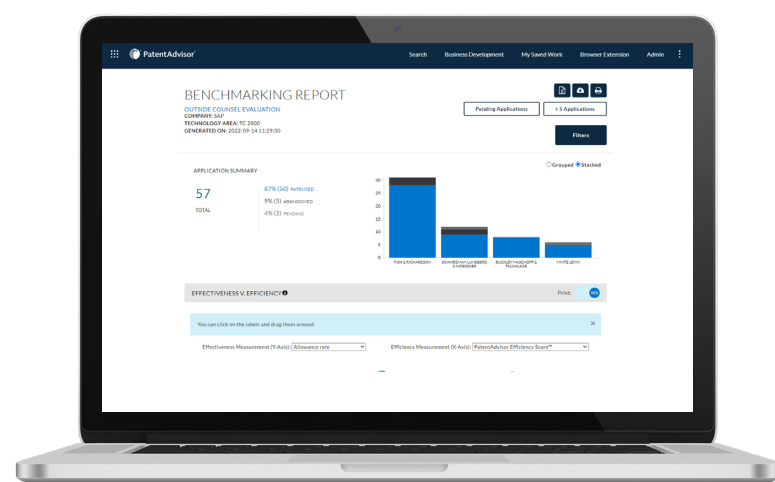 PatentAdvisor
Search
Business Development
My Saved Work
Browser Extension
Admin
BENCHMARKING REPORT
OUTSIDE COUNSEL EVALUATION
COMPANY: SAP
TECHNOLOGY AREA: TC 2800
GENERATED ON: 2022-09-14 11:29:30
Pending Applications
≥ 5 Applications
Filters
APPLICATION SUMMARY
57
TOTAL
87% (50) PATENTED
9% (5) ABANDONED
4% (2) PENDING
Grouped Stacked
30
25
20
15
10
5
0
FISH & RICHARDSON
SCHWEGMAN LUNDBERG
& WOESSNER
BUCKLEY MASCHOFF &
TALWALKAR
MINTZ LEVIN
EFFECTIVENESS V. EFFICIENCY
Print:
YES
You can click on the labels and drag them around.
×
Effectiveness Measurement (Y-Axis): Allowance rate
Efficiency Measurement (X-Axis): PatentAdvisor Efficiency Score™